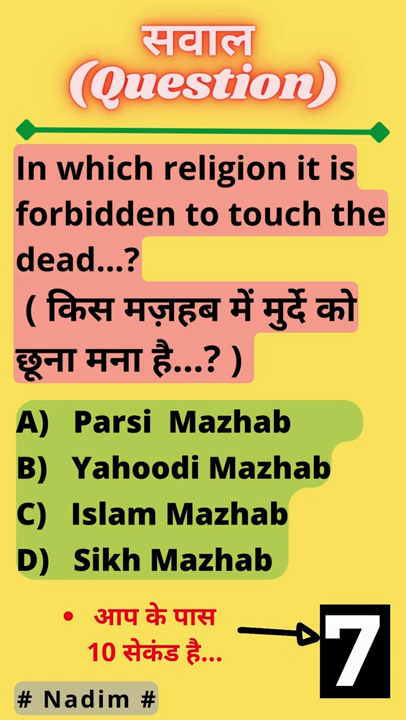 सवाल
(Question)
In which religion it is
forbidden to touch the
dead...?
( किस मज़हब में मुर्दे को
छूना मना है...? )
A) Parsi Mazhab
B) Yahoodi Mazhab
C) Islam Mazhab
D) Sikh Mazhab
• आप के पास
10 सेकंड है...
7
# Nadim #